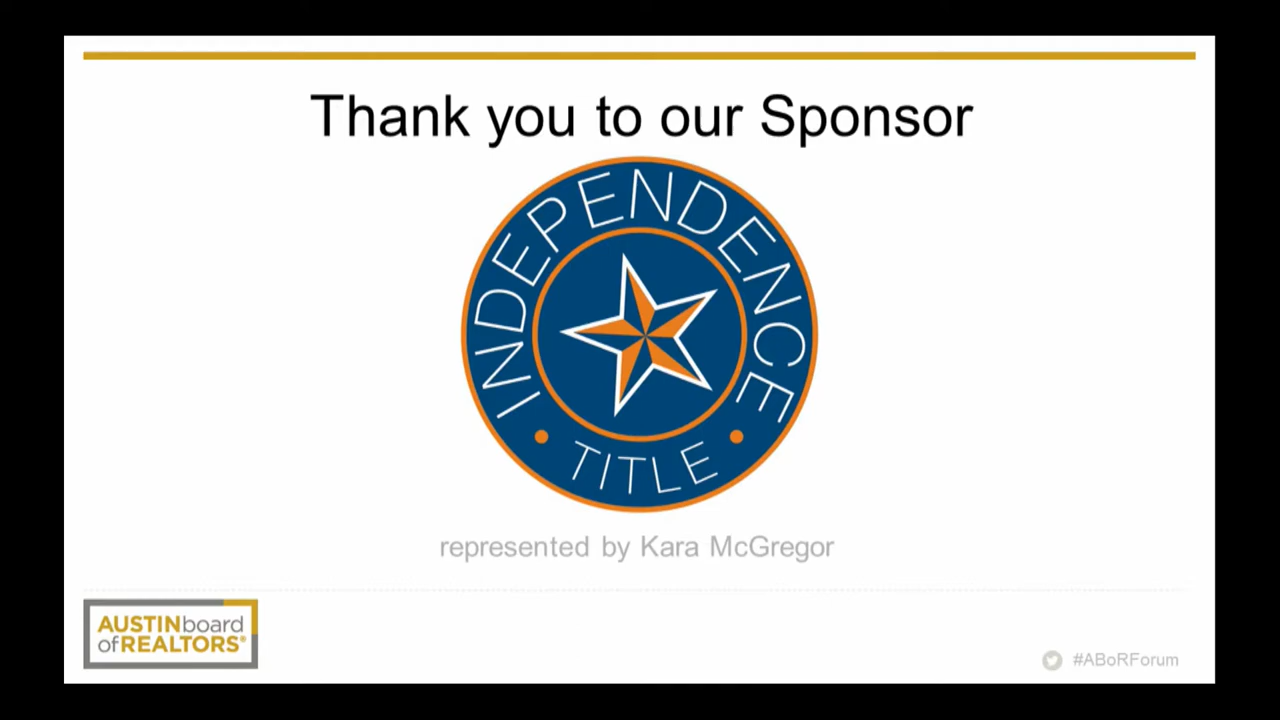 Thank you to our Sponsor
INDEPENDENCE
TITLE
represented by Kara McGregor
AUSTINboard
ofREALTORS®
#ABoRForum